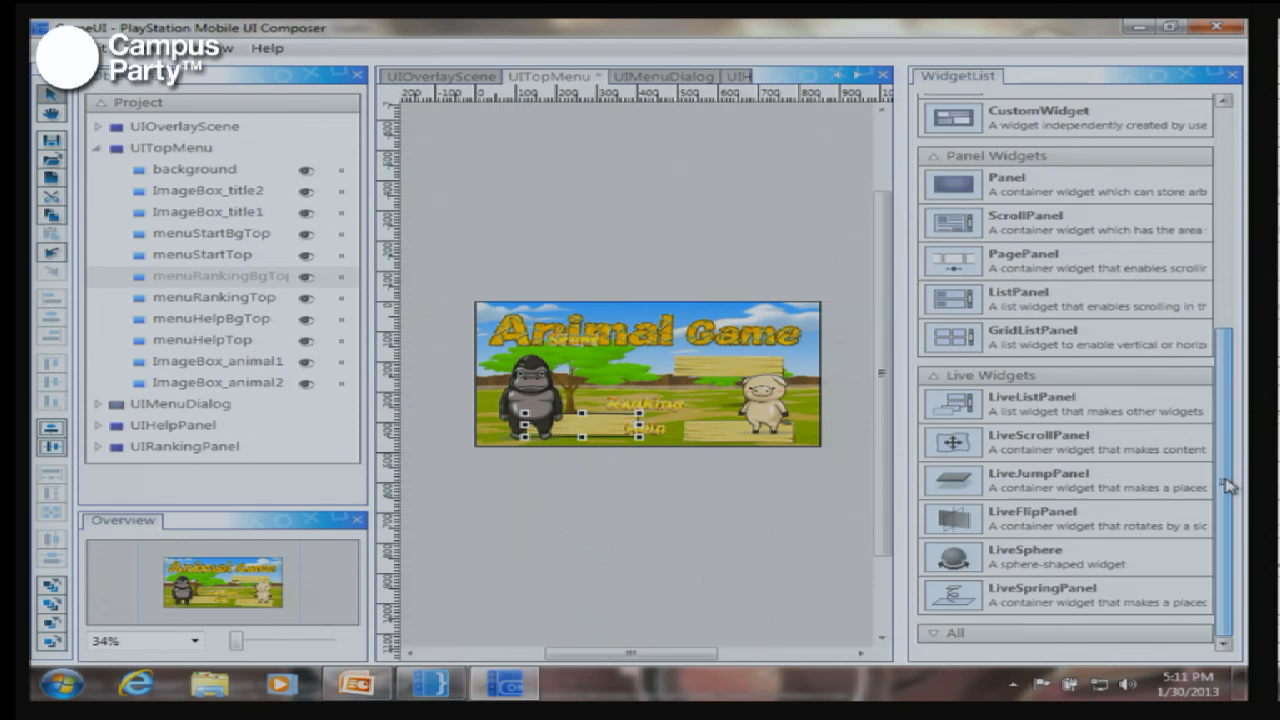 GameUI - PlayStation Mobile UI Composer
Campus
Party™
Help
Project
UIOverlayScene
UITopMenu
background
ImageBox_title2
ImageBox_title1
menuStartBgTop
menuStartTop
menuRankingBgTop
menuRankingTop
menuHelpBgTop
menuHelpTop
ImageBox_animal1
ImageBox_animal2
UIMenuDialog
UIHelpPanel
UIRankingPanel
Overview
34%
UIOverlayScene UITopMenu * UIMenuDialog UIH
Animal Game
Ranking
WidgetList
CustomWidget
A widget independently created by use
Panel Widgets
Panel
A container widget which can store arb
ScrollPanel
A container widget which has the area
PagePanel
A container widget that enables scrolli
ListPanel
A list widget that enables scrolling in th
GridListPanel
A list widget to enable vertical or horiz
Live Widgets
LiveListPanel
A list widget that makes other widgets
LiveScrollPanel
A container widget that makes content
LiveJumpPanel
A container widget that makes a placed
LiveFlipPanel
A container widget that rotates by a sic
LiveSphere
A sphere-shaped widget
LiveSpringPanel
A container widget that makes a placed
All
5:11 PM
1/30/2013